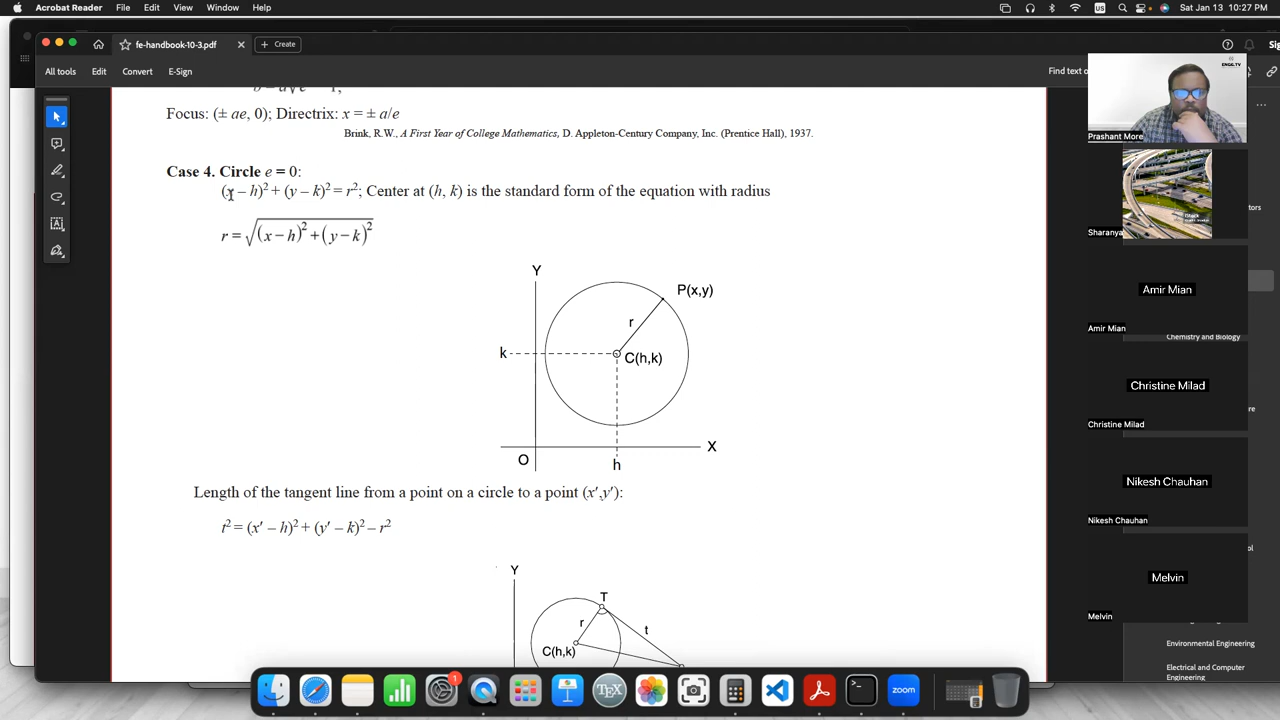 Acrobat Reader File Edit View Window Help
Sat Jan 13 10:27 PM
fe-handbook-10-3.pdf
+ Create
All tools Edit Convert E-Sign
Find text o
Focus: (± ae, 0); Directrix: x = ± a/e
Brink, R.W., A First Year of College Mathematics, D. Appleton-Century Company, Inc. (Prentice Hall), 1937.
Case 4. Circle e = 0:
(x – h)² + (y – k)² = r²; Center at (h, k) is the standard form of the equation with radius
r = √(x – h)² + (y – k)²
Y
P(x,y)
r
k
C(h,k)
X
O
h
Length of the tangent line from a point on a circle to a point (x′,y′):
t² = (x′ – h)² + (y′ – k)² – r²
Y
T
r
t
C(h,k)
ENGG.TV
Prashant More
iStock
Sharanya
Amir Mian
Amir Mian
Chemistry and Biology
Christine Milad
Christine Milad
Nikesh Chauhan
Nikesh Chauhan
Melvin
Melvin
Environmental Engineering
Electrical and Computer
Engineering
1
TEX
zoom